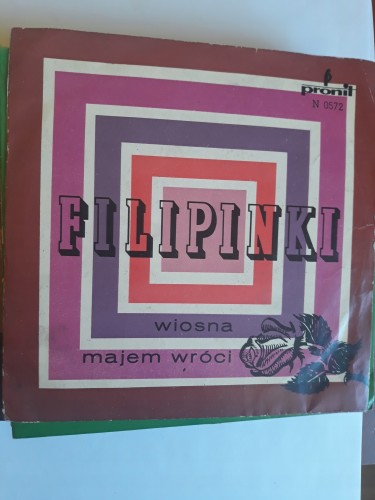 pronit
N 0572
FILIPINKI
wiosna
majem wróci